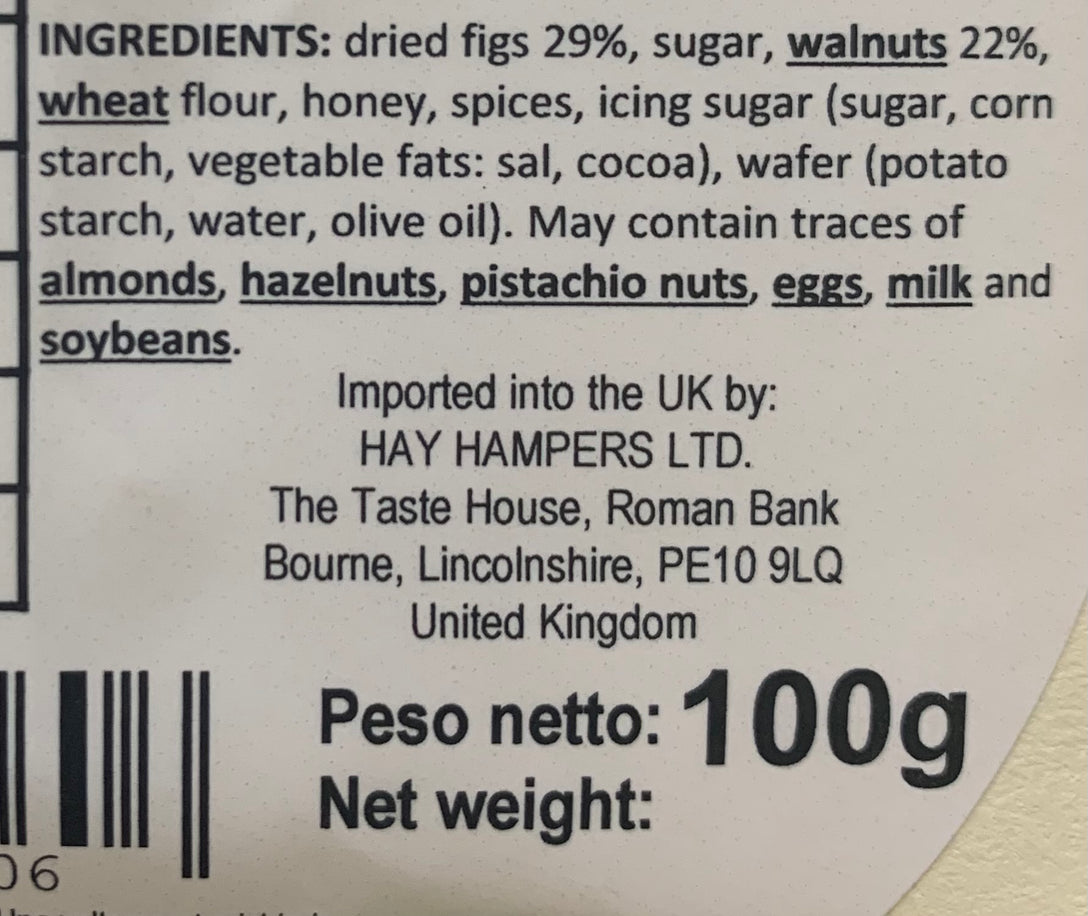 INGREDIENTS: dried figs 29%, sugar, walnuts 22%,
wheat flour, honey, spices, icing sugar (sugar, corn
starch, vegetable fats: sal, cocoa), wafer (potato
starch, water, olive oil). May contain traces of
almonds, hazelnuts, pistachio nuts, eggs, milk and
soybeans.
Imported into the UK by:
HAY HAMPERS LTD.
The Taste House, Roman Bank
Bourne, Lincolnshire, PE10 9LQ
United Kingdom
Peso netto: 100g
Net weight:
06